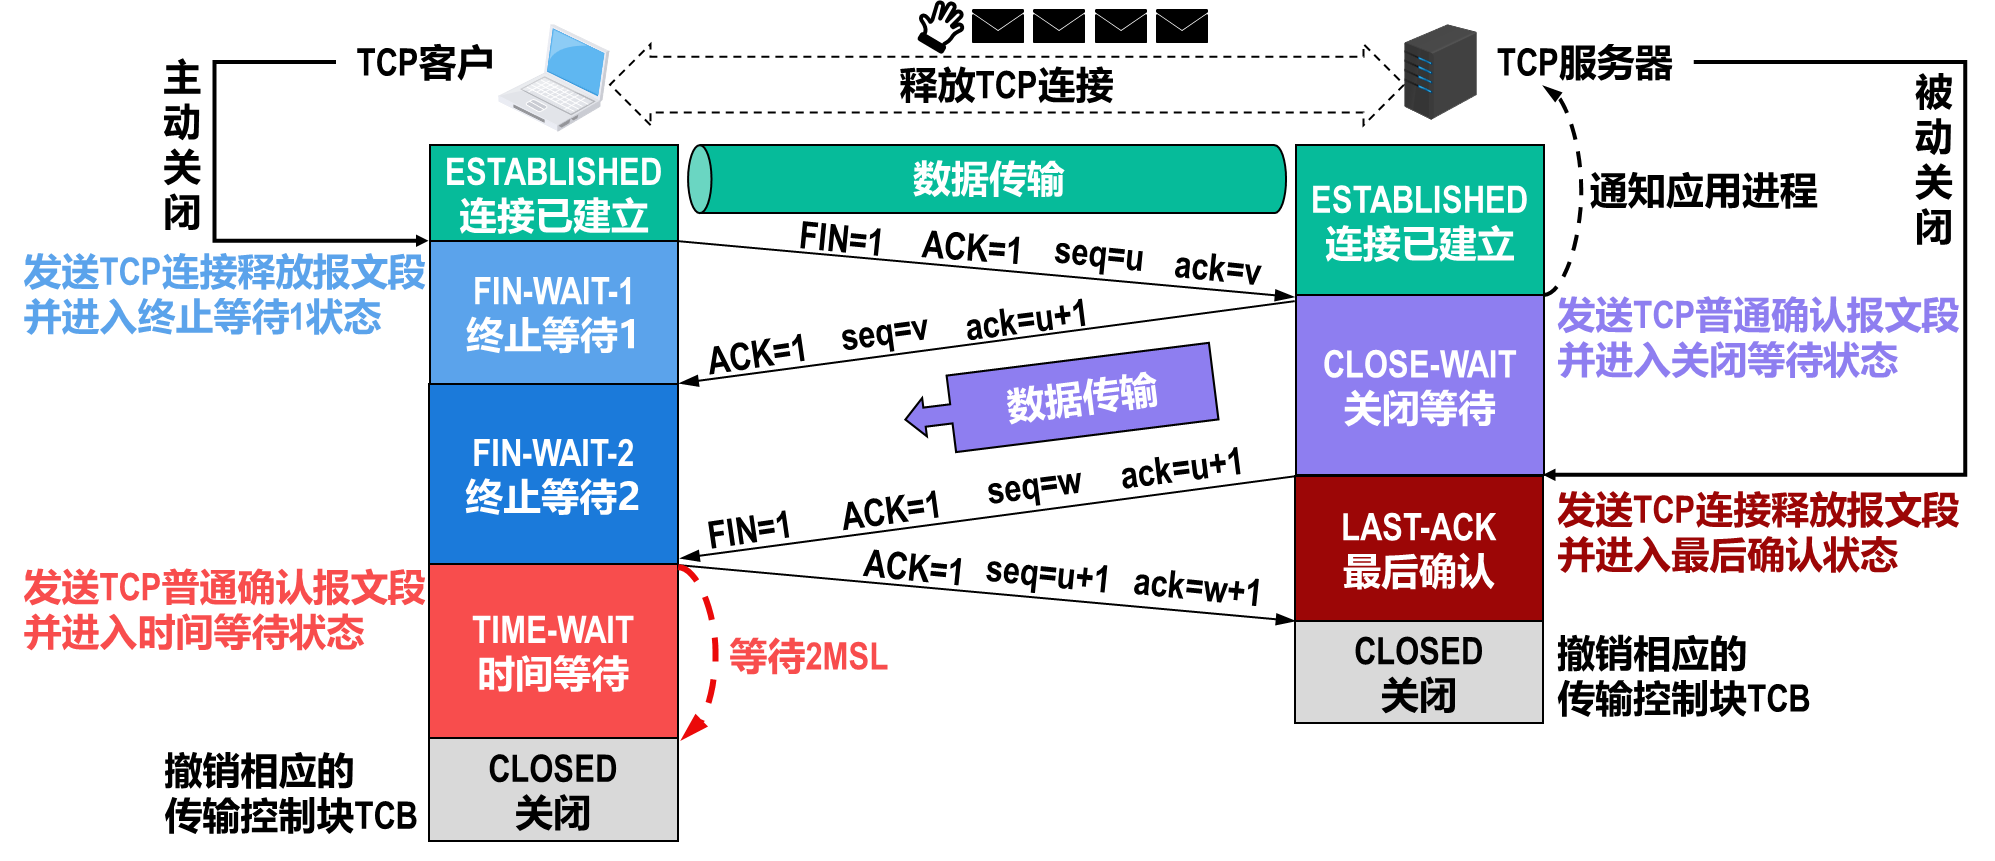 TCP客户
释放TCP连接
TCP服务器
主动关闭
被动关闭
ESTABLISHED
连接已建立
数据传输
ESTABLISHED
连接已建立
通知应用进程
FIN=1 ACK=1 seq=u ack=v
发送TCP连接释放报文段
并进入终止等待1状态
FIN-WAIT-1
终止等待1
ACK=1 seq=v ack=u+1
发送TCP普通确认报文段
并进入关闭等待状态
CLOSE-WAIT
关闭等待
数据传输
FIN-WAIT-2
终止等待2
FIN=1 ACK=1 seq=w ack=u+1
发送TCP连接释放报文段
并进入最后确认状态
LAST-ACK
最后确认
ACK=1 seq=u+1 ack=w+1
发送TCP普通确认报文段
并进入时间等待状态
TIME-WAIT
时间等待
等待2MSL
CLOSED
关闭
撤销相应的
传输控制块TCB
撤销相应的
传输控制块TCB
CLOSED
关闭